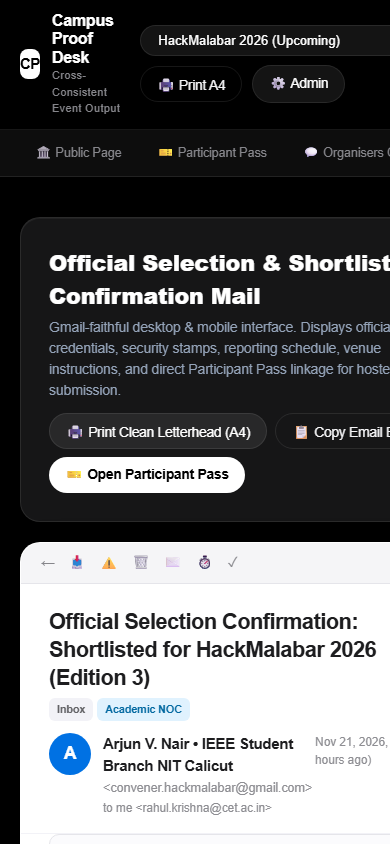 CP
Campus
Proof
Desk
Cross-
Consistent
Event Output
HackMalabar 2026 (Upcoming)
Print A4
Admin
Public Page
Participant Pass
Organisers
Official Selection & Shortlist
Confirmation Mail
Gmail-faithful desktop & mobile interface. Displays officia
credentials, security stamps, reporting schedule, venue
instructions, and direct Participant Pass linkage for hoste
submission.
Print Clean Letterhead (A4)
Copy Email
Open Participant Pass
Official Selection Confirmation:
Shortlisted for HackMalabar 2026
(Edition 3)
Inbox
Academic NOC
A
Arjun V. Nair • IEEE Student
Branch NIT Calicut
Nov 21, 2026,
hours ago)
<convener.hackmalabar@gmail.com>
to me <rahul.krishna@cet.ac.in>